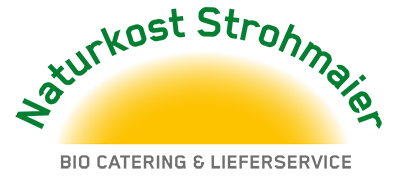 Naturkost Strohmaier
BIO CATERING & LIEFERSERVICE